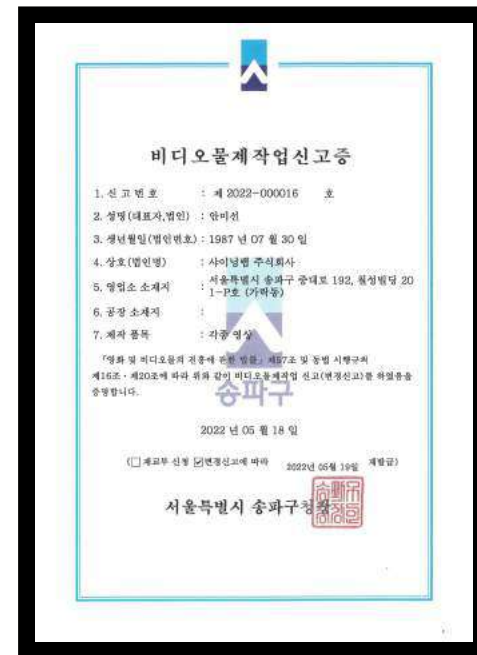 비디오물제작업신고증
1. 신고번호 : 제 2022-000016 호
2. 성명(대표자,법인) : 안미선
3. 생년월일(법인번호) : 1987 년 07 월 30 일
4. 상호(법인명) : 샤이닝랩 주식회사
5. 영업소 소재지 : 서울특별시 송파구 중대로 192, 원성빌딩 20
1-P호 (가락동)
6. 공장 소재지 :
7. 제작 품목 : 각종 영상
「영화 및 비디오물의 진흥에 관한 법률」 제57조 및 동법 시행규칙
제16조ㆍ제20조에 따라 위와 같이 비디오물제작업 신고(변경신고)를 하였음을
증명합니다.
송파구
2022 년 05 월 18 일
(□재교부 신청 ☑변경신고에 따라 2022년 05월 19일 재발급)
서울특별시 송파구청장